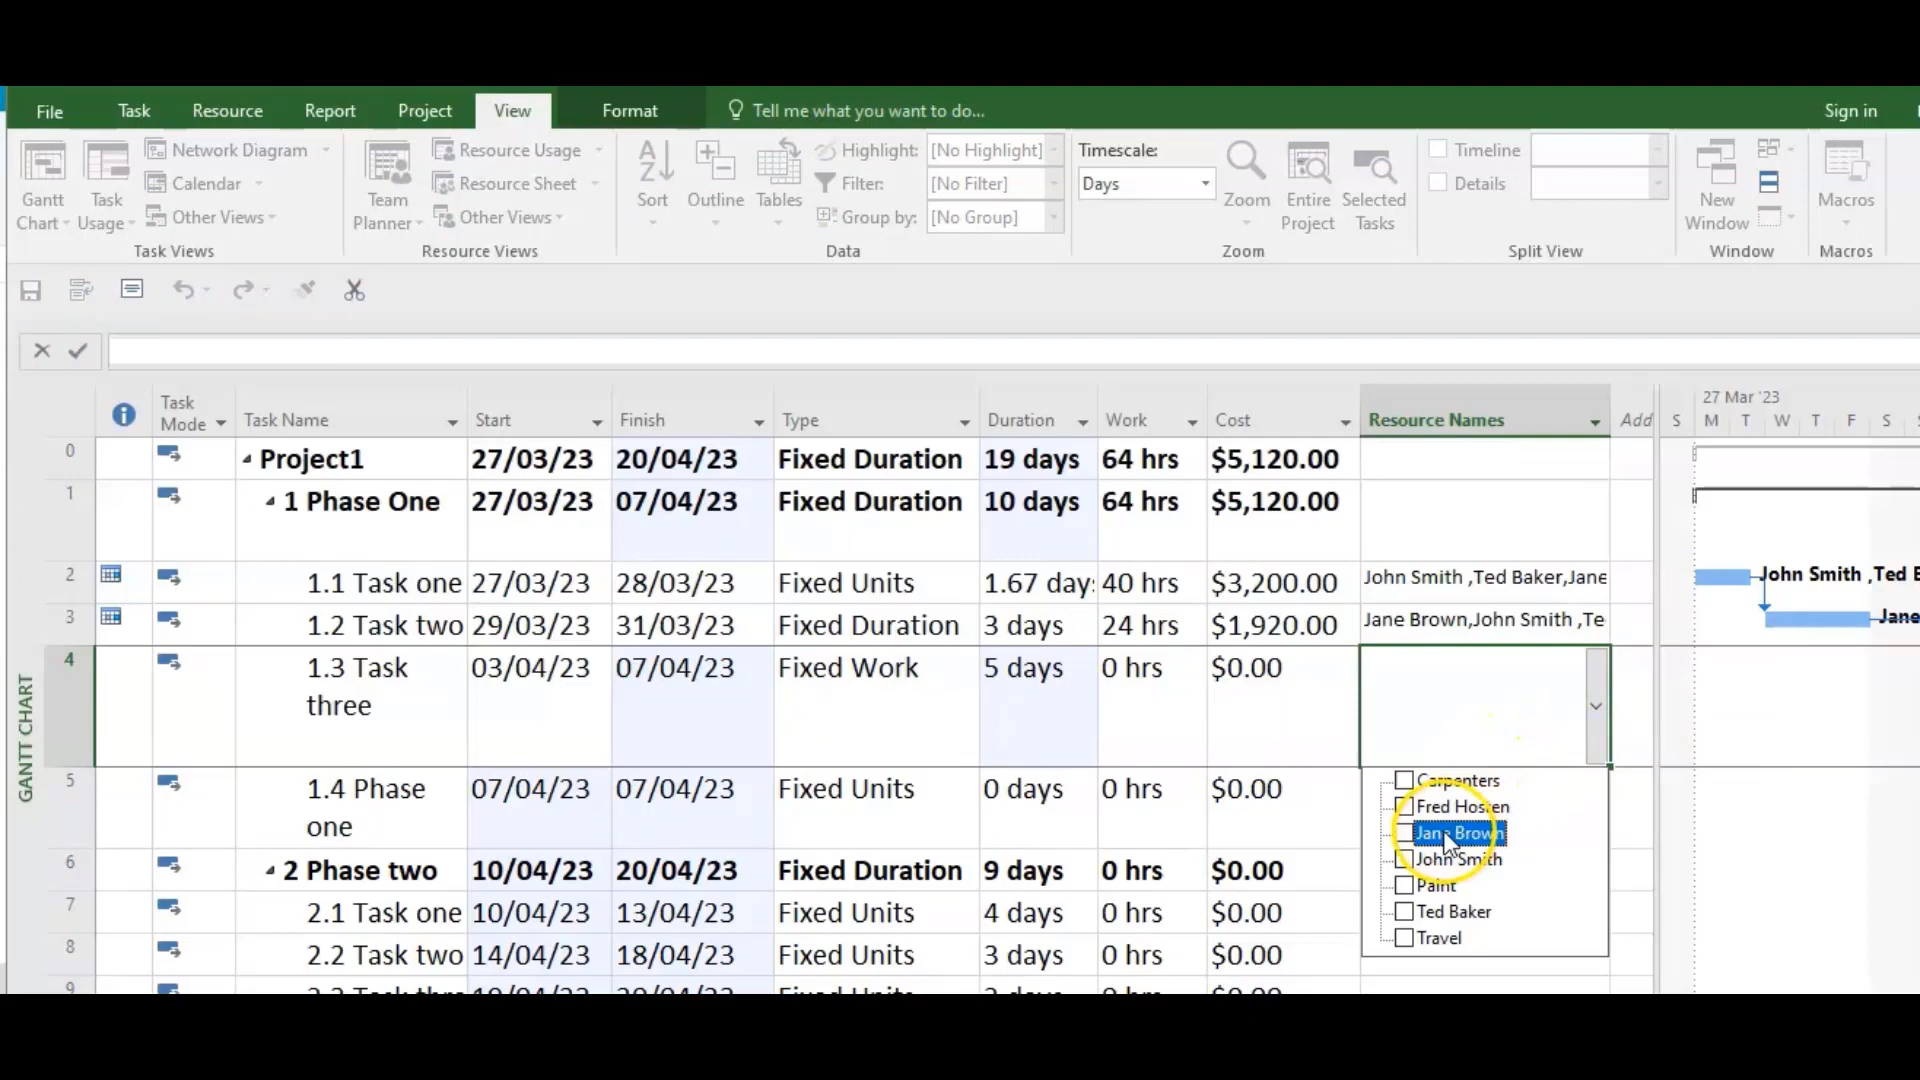 File Task Resource Report Project View Format Tell me what you want to do... Sign in
Gantt Chart
Task Usage
Network Diagram
Calendar
Other Views
Task Views
Team Planner
Resource Usage
Resource Sheet
Other Views
Resource Views
Sort
Outline
Tables
Highlight: [No Highlight]
Filter: [No Filter]
Group by: [No Group]
Data
Timescale:
Days
Zoom
Entire Project
Selected Tasks
Zoom
Timeline
Details
Split View
New Window
Window
Macros
Macros
Task Mode Task Name Start Finish Type Duration Work Cost Resource Names Add
27 Mar '23
S M T W T F S
0 Project1 27/03/23 20/04/23 Fixed Duration 19 days 64 hrs $5,120.00
1 1 Phase One 27/03/23 07/04/23 Fixed Duration 10 days 64 hrs $5,120.00
2 1.1 Task one 27/03/23 28/03/23 Fixed Units 1.67 day 40 hrs $3,200.00 John Smith ,Ted Baker,Jane John Smith ,Ted B
3 1.2 Task two 29/03/23 31/03/23 Fixed Duration 3 days 24 hrs $1,920.00 Jane Brown,John Smith ,Te Jane
4 1.3 Task three 03/04/23 07/04/23 Fixed Work 5 days 0 hrs $0.00
Carpenters
Fred Hosten
Jane Brown
John Smith
Paint
Ted Baker
Travel
5 1.4 Phase one 07/04/23 07/04/23 Fixed Units 0 days 0 hrs $0.00
6 2 Phase two 10/04/23 20/04/23 Fixed Duration 9 days 0 hrs $0.00
7 2.1 Task one 10/04/23 13/04/23 Fixed Units 4 days 0 hrs $0.00
8 2.2 Task two 14/04/23 18/04/23 Fixed Units 3 days 0 hrs $0.00
9
GANTT CHART